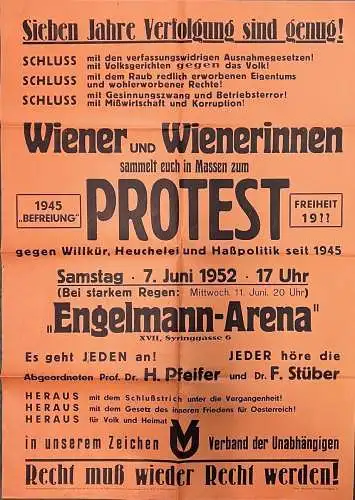 Sieben Jahre Verfolgung sind genug!
SCHLUSS mit den verfassungswidrigen Ausnahmegesetzen!
mit Volksgerichten gegen das Volk!
SCHLUSS mit dem Raub redlich erworbenen Eigentums
und wohlerworbener Rechte!
SCHLUSS mit Gesinnungszwang und Betriebsterror!
mit Mißwirtschaft und Korruption!
Wiener UND Wienerinnen
sammelt euch in Massen zum
1945
„BEFREIUNG"
PROTEST
FREIHEIT
19??
gegen Willkür, Heuchelei und Haßpolitik seit 1945
Samstag · 7. Juni 1952 · 17 Uhr
(Bei starkem Regen: Mittwoch, 11. Juni, 20 Uhr)
„Engelmann-Arena"
XVII, Syringgasse 6
Es geht JEDEN an! JEDER höre die
Abgeordneten Prof. Dr. H. Pfeifer und Dr. F. Stüber
HERAUS mit dem Schlußstrich unter die Vergangenheit!
HERAUS mit dem Gesetz des inneren Friedens für Österreich!
HERAUS für Volk und Heimat
in unserem Zeichen VU Verband der Unabhängigen
Recht muß wieder Recht werden!